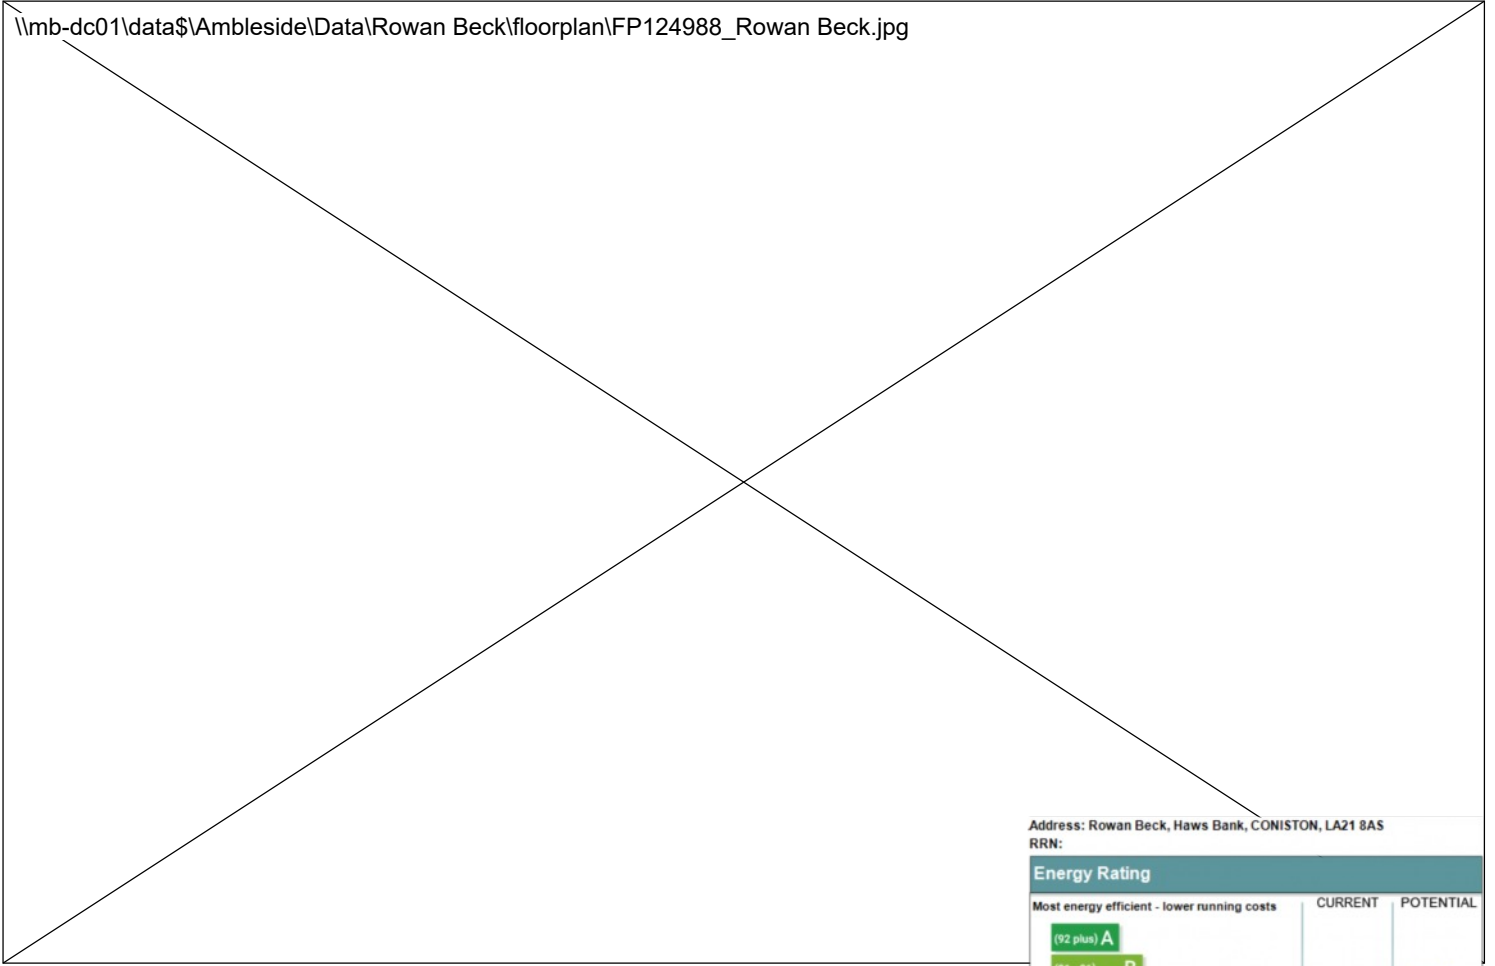 \\mb-dc01\data$\Ambleside\Data\Rowan Beck\floorplan\FP124988_Rowan Beck.jpg
Address: Rowan Beck, Haws Bank, CONISTON, LA21 8AS
RRN:
Energy Rating
Most energy efficient - lower running costs CURRENT POTENTIAL
(92 plus) A
B